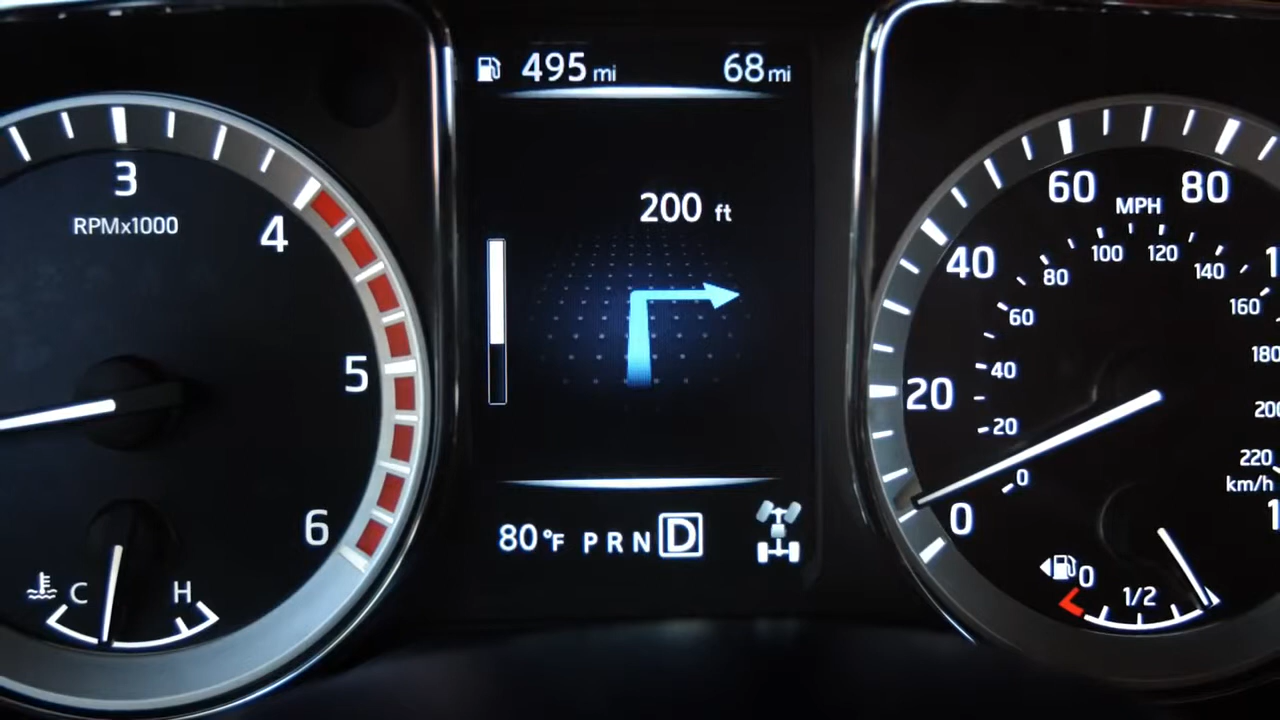 495 mi 68 mi
200 ft
3
RPMx1000
4
5
6
C H
80°F P R N D
60 80
MPH
40
20
0
100 120
80 140
60 160
40 180
20 200
0 220
km/h
0 1/2